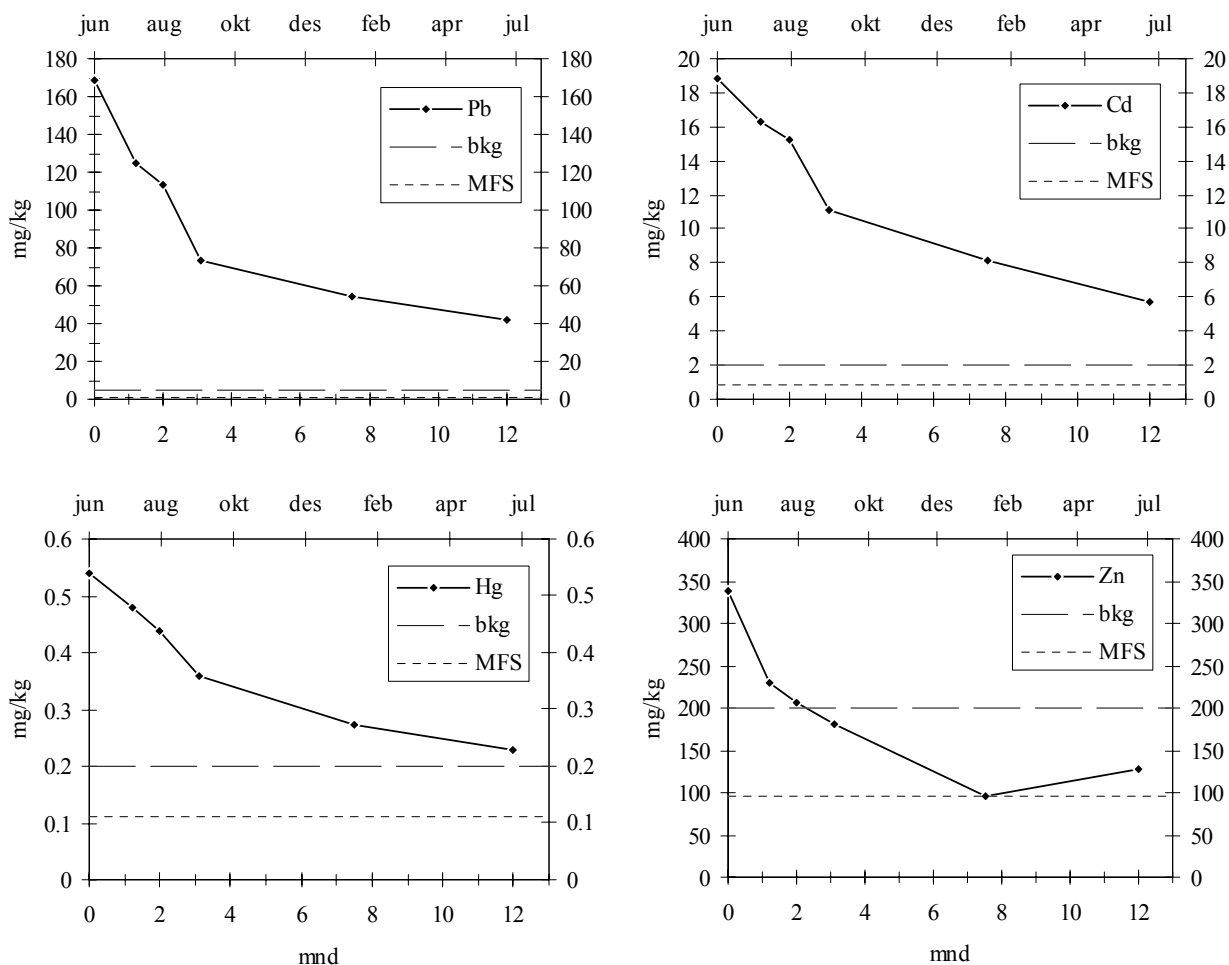 jun aug okt des feb apr jul
180 180
160 160
140 140
120 120
100 100
80 80
60 60
40 40
20 20
0 0
0 2 4 6 8 10 12
mg/kg
Pb
bkg
MFS
jun aug okt des feb apr jul
20 20
18 18
16 16
14 14
12 12
10 10
8 8
6 6
4 4
2 2
0 0
0 2 4 6 8 10 12
mg/kg
Cd
bkg
MFS
jun aug okt des feb apr jul
0.6 0.6
0.5 0.5
0.4 0.4
0.3 0.3
0.2 0.2
0.1 0.1
0 0
0 2 4 6 8 10 12
mg/kg
mnd
Hg
bkg
MFS
jun aug okt des feb apr jul
400 400
350 350
300 300
250 250
200 200
150 150
100 100
50 50
0 0
0 2 4 6 8 10 12
mg/kg
mnd
Zn
bkg
MFS